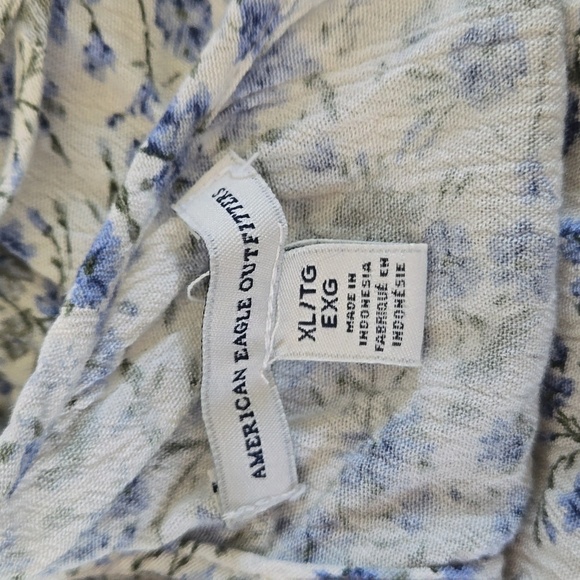 AMERICAN EAGLE OUTFITTERS
XL/TG
EXG
MADE IN
INDONESIA
FABRIQUÉ EN
INDONÉSIE